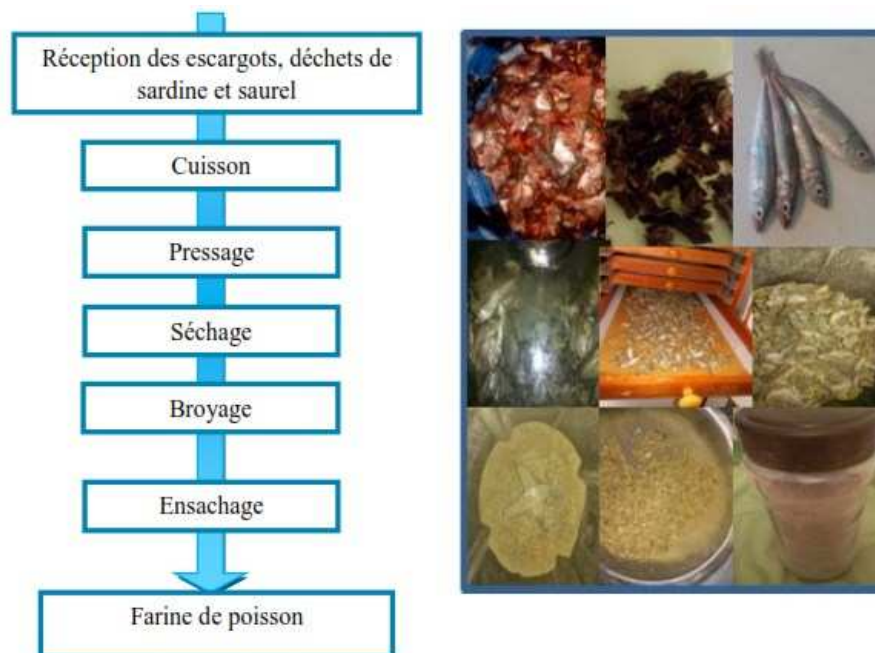 Réception des escargots, déchets de
sardine et saurel
Cuisson
Pressage
Séchage
Broyage
Ensachage
Farine de poisson